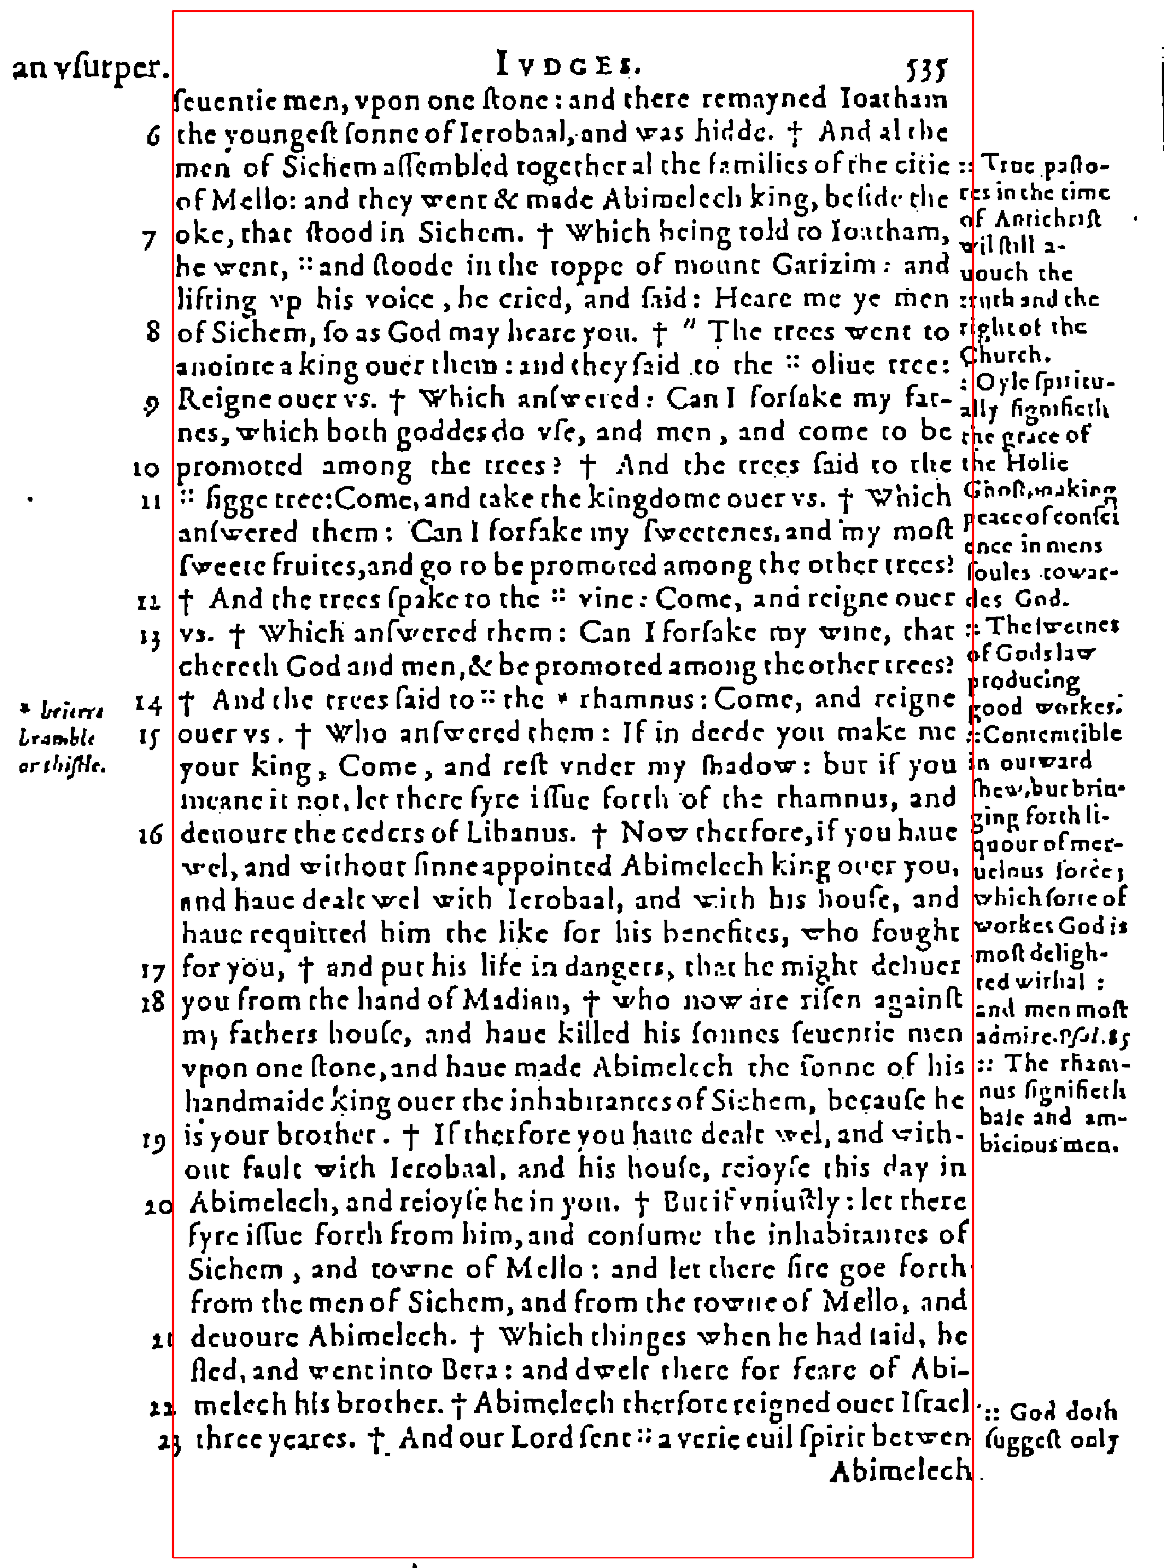 an vſurper.
IVDGES. 535
ſeuentie men, vpon one ſtone: and there remayned Ioatham
6 the youngeſt ſonne of Ierobaal, and was hidde. † And al the
men of Sichem aſſembled together al the families of the citie
of Mello: and they went & made Abimelech king, beſide the
7 oke, that ſtood in Sichem. † Which being told to Ioatham,
he went, :: and ſtoode in the toppe of mount Garizim: and
lifting vp his voice, he cried, and ſaid: Heare me ye men
8 of Sichem, ſo as God may heare you. † " The trees went to
anointe a king ouer them: and they ſaid to the :: oliue tree:
9 Reigne ouer vs. † Which anſwered: Can I forſake my fat-
nes, which both goddes do vſe, and men, and come to be
10 promoted among the trees? † And the trees ſaid to the
11 :: figge tree: Come, and take the kingdome ouer vs. † Which
anſwered them: Can I forſake my ſweetenes, and my moſt
ſweete fruites, and go to be promoted among the other trees?
12 † And the trees ſpake to the :: vine: Come, and reigne ouer
13 vs. † Which anſwered them: Can I forſake my wine, that
chereth God and men, & be promoted among the other trees?
14 † And the trees ſaid to :: the * rhamnus: Come, and reigne
15 ouer vs. † Who anſwered them: If in deede you make me
your king, Come, and reſt vnder my ſhadow: but if you
meane it not, let there fyre iſſue forth of the rhamnus, and
16 deuoure the ceders of Libanus. † Now therfore, if you haue
wel, and without ſinne appointed Abimelech king ouer you,
and haue dealt wel with Ierobaal, and with his houſe, and
haue requitted him the like for his benefites, who fought
17 for you, † and put his life in dangers, that he might deliuer
18 you from the hand of Madian, † who now are riſen againſt
my fathers houſe, and haue killed his ſonnes ſeuentie men
vpon one ſtone, and haue made Abimelech the ſonne of his
handmaide king ouer the inhabitantes of Sichem, becauſe he
19 is your brother. † If therfore you haue dealt wel, and with-
out fault with Ierobaal, and his houſe, reioyſe this day in
20 Abimelech, and reioyſe he in you. † But if vniuſtly: let there
fyre iſſue forth from him, and conſume the inhabitantes of
Sichem, and towne of Mello: and let there fire goe forth
from the men of Sichem, and from the towne of Mello, and
21 deuoure Abimelech. † Which thinges when he had ſaid, he
fled, and went into Bera: and dwelt there for feare of Abi-
22 melech his brother. † Abimelech therfore reigned ouer Iſrael
23 three yeares. † And our Lord ſent :: a verie euil ſpirit betwen
Abimelech
* brieres
bramble
or thiſtle.
:: True paſto-
res in the time
of Antichriſt
wil ſtill a-
uouch the
truth and the
right of the
Church.
: Oyle ſpiritu-
ally ſignifieth
the grace of
the Holie
Ghoſt, making
peace of conſci
ence in mens
ſoules towar-
des God.
:: The ſwetnes
of Gods law
producing
good workes.
:: Contemtible
in outward
ſhew, but brin-
ging forth li-
quour of mer-
uelous force;
which ſorte of
workes God is
moſt deligh-
ted withal:
and men moſt
admire. Pſal. 85
:: The rham-
nus ſignifieth
baſe and am-
bicious men.
:: God doth
ſuggeſt only